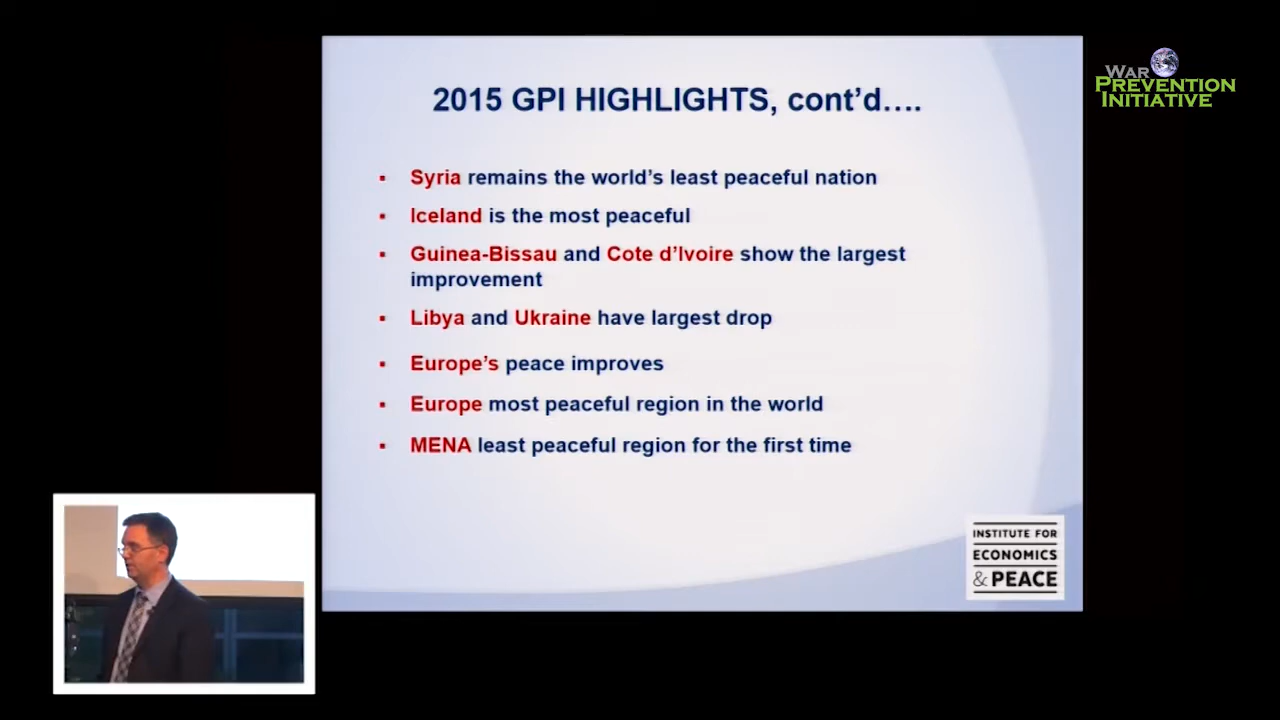 2015 GPI HIGHLIGHTS, cont’d….
Syria remains the world’s least peaceful nation
Iceland is the most peaceful
Guinea-Bissau and Cote d’Ivoire show the largest
improvement
Libya and Ukraine have largest drop
Europe’s peace improves
Europe most peaceful region in the world
MENA least peaceful region for the first time
INSTITUTE FOR
ECONOMICS
& PEACE
WAR
PREVENTION
INITIATIVE